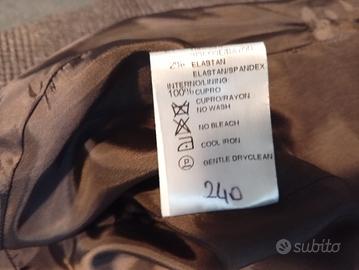 2% ELASTAN
ELASTAN/SPANDEX
INTERNO/LINING
100% CUPRO
CUPRO/RAYON
NO WASH
NO BLEACH
COOL IRON
P GENTLE DRYCLEAN
240
subito